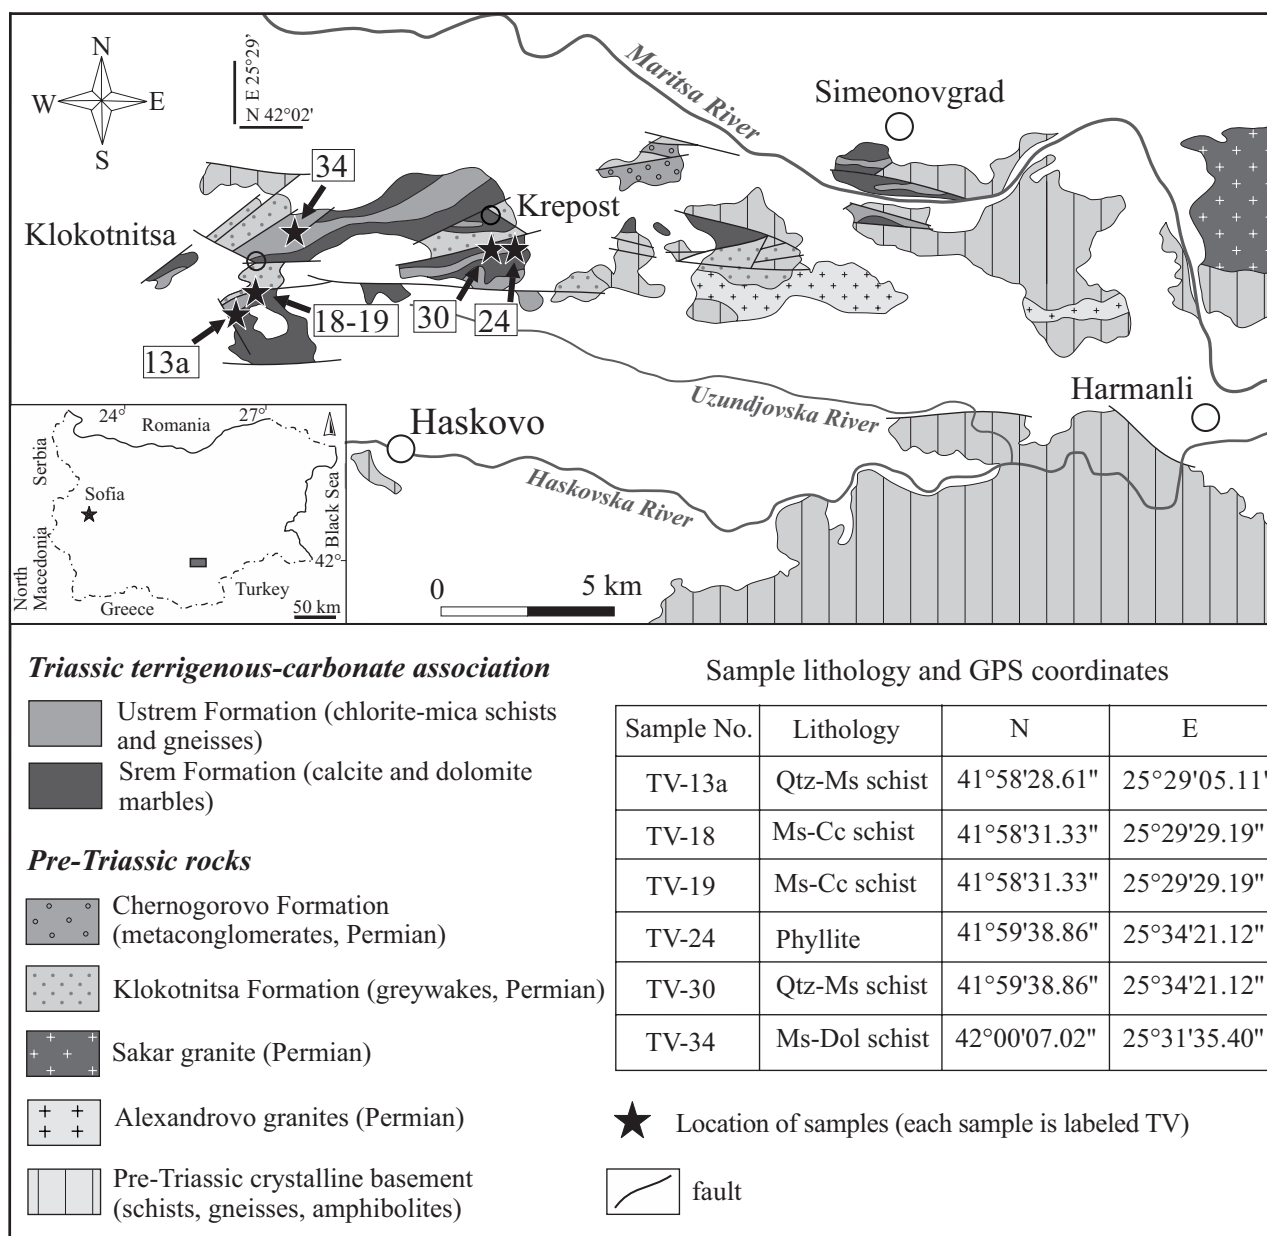 N
W
E
S
E 25°29'
N 42°02'
Maritsa River
Simeonovgrad
34
Krepost
Klokotnitsa
18-19
30
24
13a
Uzundjovska River
Harmanli
Haskovo
Haskovska River
24°
27°
Romania
Serbia
Sofia
Black Sea
North
Macedonia
42°
Turkey
Greece
50 km
0
5 km
Triassic terrigenous-carbonate association
Ustrem Formation (chlorite-mica schists
and gneisses)
Srem Formation (calcite and dolomite
marbles)
Pre-Triassic rocks
Chernogorovo Formation
(metaconglomerates, Permian)
Klokotnitsa Formation (greywakes, Permian)
Sakar granite (Permian)
Alexandrovo granites (Permian)
Pre-Triassic crystalline basement
(schists, gneisses, amphibolites)
Sample lithology and GPS coordinates
Sample No. Lithology N E
TV-13a Qtz-Ms schist 41°58'28.61" 25°29'05.11'
TV-18 Ms-Cc schist 41°58'31.33" 25°29'29.19"
TV-19 Ms-Cc schist 41°58'31.33" 25°29'29.19"
TV-24 Phyllite 41°59'38.86" 25°34'21.12"
TV-30 Qtz-Ms schist 41°59'38.86" 25°34'21.12"
TV-34 Ms-Dol schist 42°00'07.02" 25°31'35.40"
Location of samples (each sample is labeled TV)
fault